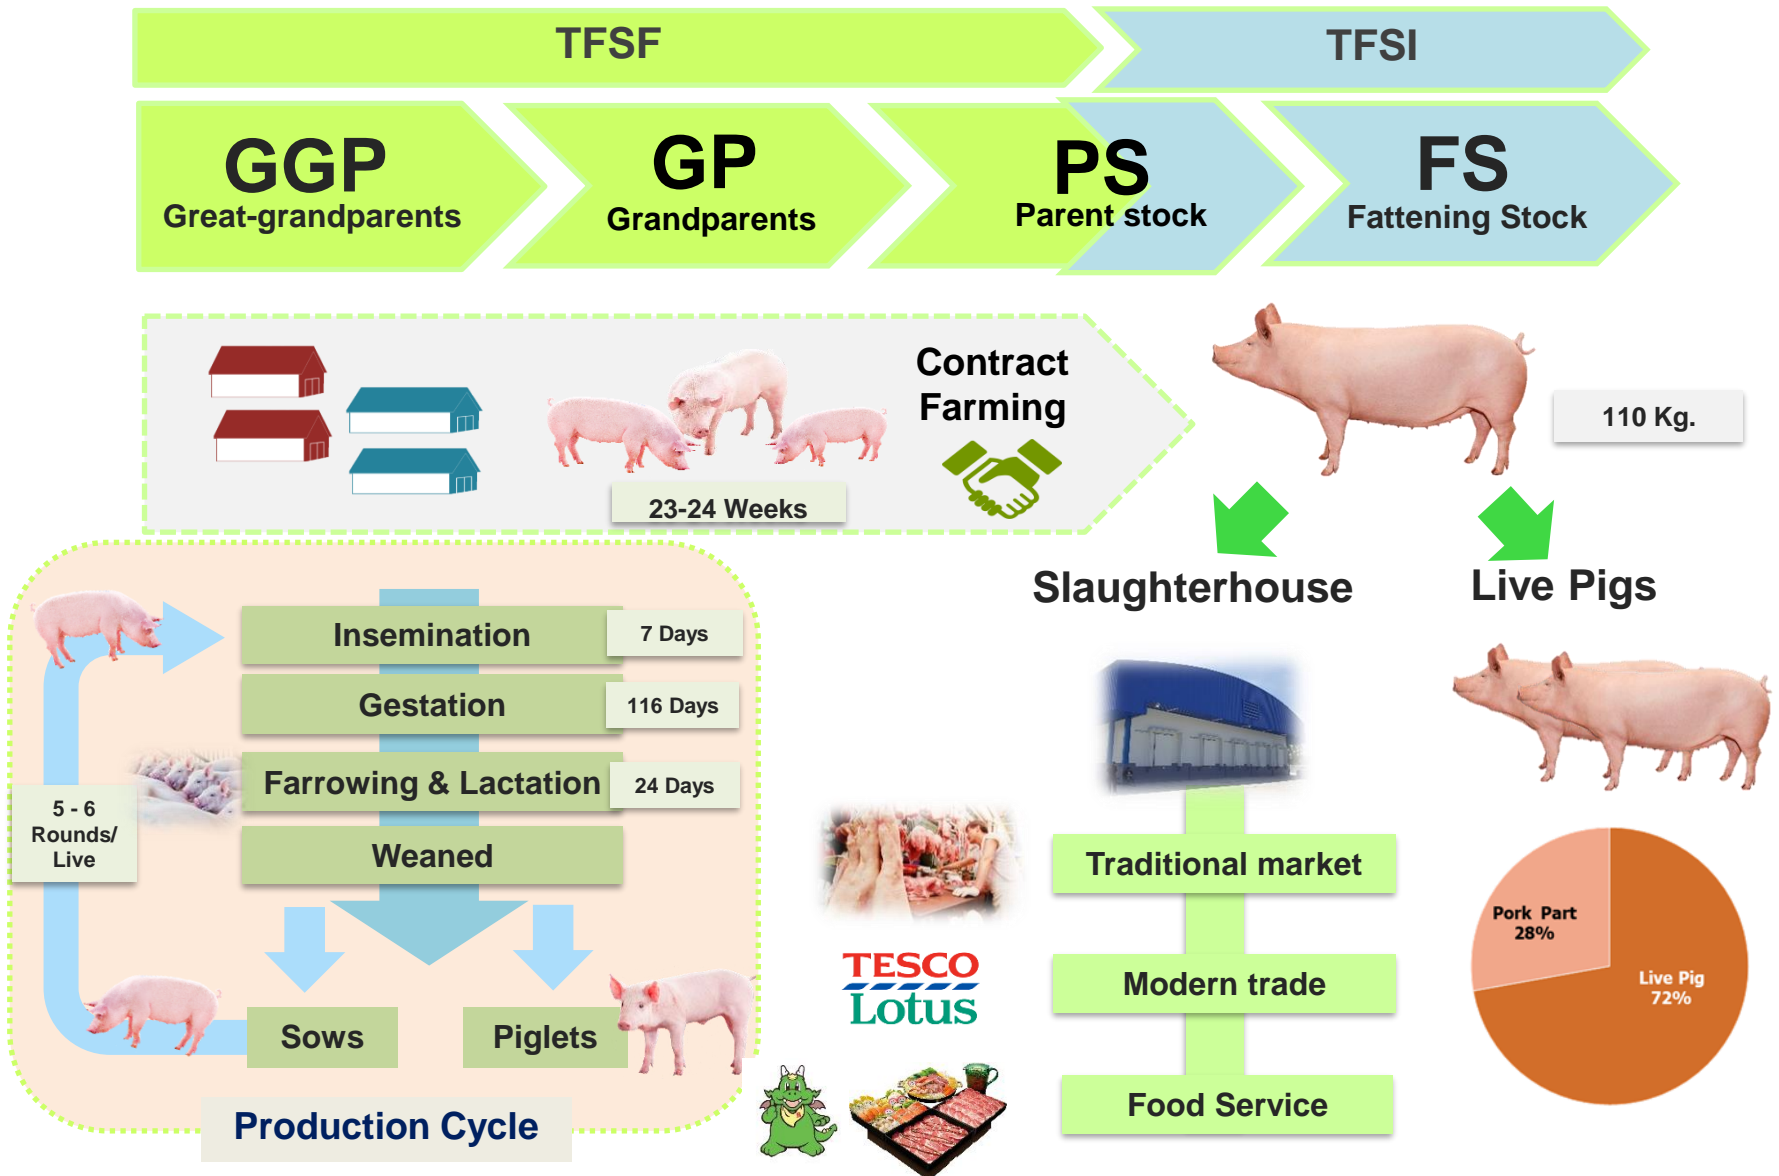 TFSF
TFSI
GGP
Great-grandparents
GP
Grandparents
PS
Parent stock
FS
Fattening Stock
Contract
Farming
23-24 Weeks
110 Kg.
Slaughterhouse
Live Pigs
Insemination
7 Days
Gestation
116 Days
Farrowing & Lactation
24 Days
Weaned
5 - 6
Rounds/
Live
Sows
Piglets
Production Cycle
Traditional market
TESCO
Lotus
Modern trade
Food Service
Pork Part
28%
Live Pig
72%